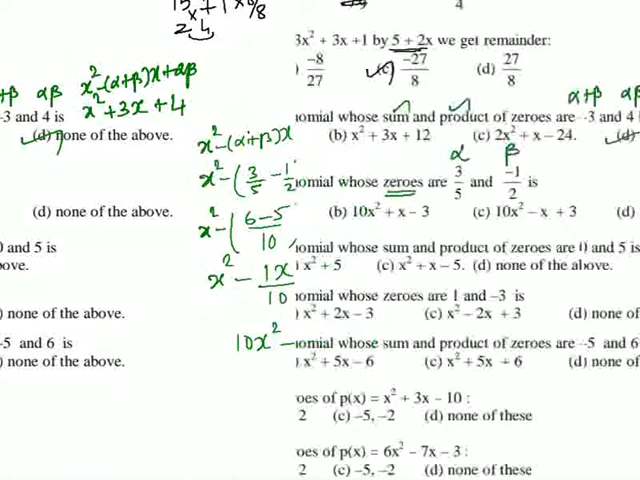 4
3x² + 3x +1 by 5 + 2x we get remainder:
-8/27 (c) -27/8 (d) 27/8
+β αβ x²-(α+β)x+αβ
α+β αβ
-3 and 4 is x²+3x+4
nomial whose sum and product of zeroes are -3 and 4
(d) none of the above.
(b) x² + 3x + 12 (c) 2x² + x – 24.
x²-(α+β)x
α β
x²-(3/5 -1/2
nomial whose zeroes are 3/5 and -1/2 is
(d) none of the above.
x²-(6-5/10
(b) 10x² + x – 3 (c) 10x² – x + 3 (d)
0 and 5 is
nomial whose sum and product of zeroes are 0 and 5 is
ove.
) x² + 5 (c) x² + x – 5. (d) none of the above.
x² - 1x/10
nomial whose zeroes are 1 and –3 is
) none of the above.
) x² + 2x – 3 (c) x² – 2x + 3 (d) none
-5 and 6 is
10x² -
nomial whose sum and product of zeroes are –5 and 6
) none of the above.
) x² + 5x – 6 (c) x² + 5x + 6 (d) none of
oes of p(x) = x² + 3x – 10 :
2 (c) –5, –2 (d) none of these
oes of p(x) = 6x² – 7x – 3 :
2 (c) –5, –2 (d) none of these